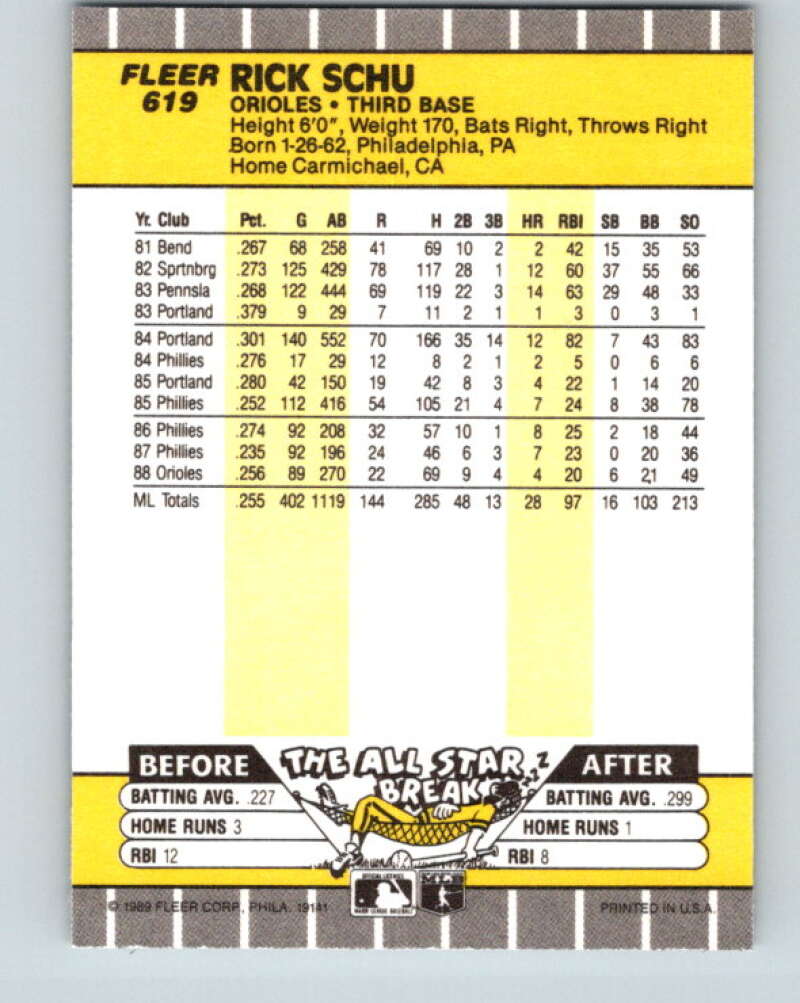 FLEER RICK SCHU
619 ORIOLES • THIRD BASE
Height 6'0", Weight 170, Bats Right, Throws Right
Born 1-26-62, Philadelphia, PA
Home Carmichael, CA
Yr. Club Pct. G AB R H 2B 3B HR RBI SB BB SO
81 Bend .267 68 258 41 69 10 2 2 42 15 35 53
82 Sprtnbrg .273 125 429 78 117 28 1 12 60 37 55 66
83 Pennsla .268 122 444 69 119 22 3 14 63 29 48 33
83 Portland .379 9 29 7 11 2 1 1 3 0 3 1
84 Portland .301 140 552 70 166 35 14 12 82 7 43 83
84 Phillies .276 17 29 12 8 2 1 2 5 0 6 6
85 Portland .280 42 150 19 42 8 3 4 22 1 14 20
85 Phillies .252 112 416 54 105 21 4 7 24 8 38 78
86 Phillies .274 92 208 32 57 10 1 8 25 2 18 44
87 Phillies .235 92 196 24 46 6 3 7 23 0 20 36
88 Orioles .256 89 270 22 69 9 4 4 20 6 21 49
ML Totals .255 402 1119 144 285 48 13 28 97 16 103 213
BEFORE THE ALL STAR BREAK ZZZ AFTER
BATTING AVG. .227 BATTING AVG. .299
HOME RUNS 3 HOME RUNS 1
RBI 12 RBI 8
OFFICIAL LICENSEE
MLB
MAJOR LEAGUE BASEBALL
© 1989 FLEER CORP., PHILA. 19141 PRINTED IN U.S.A.